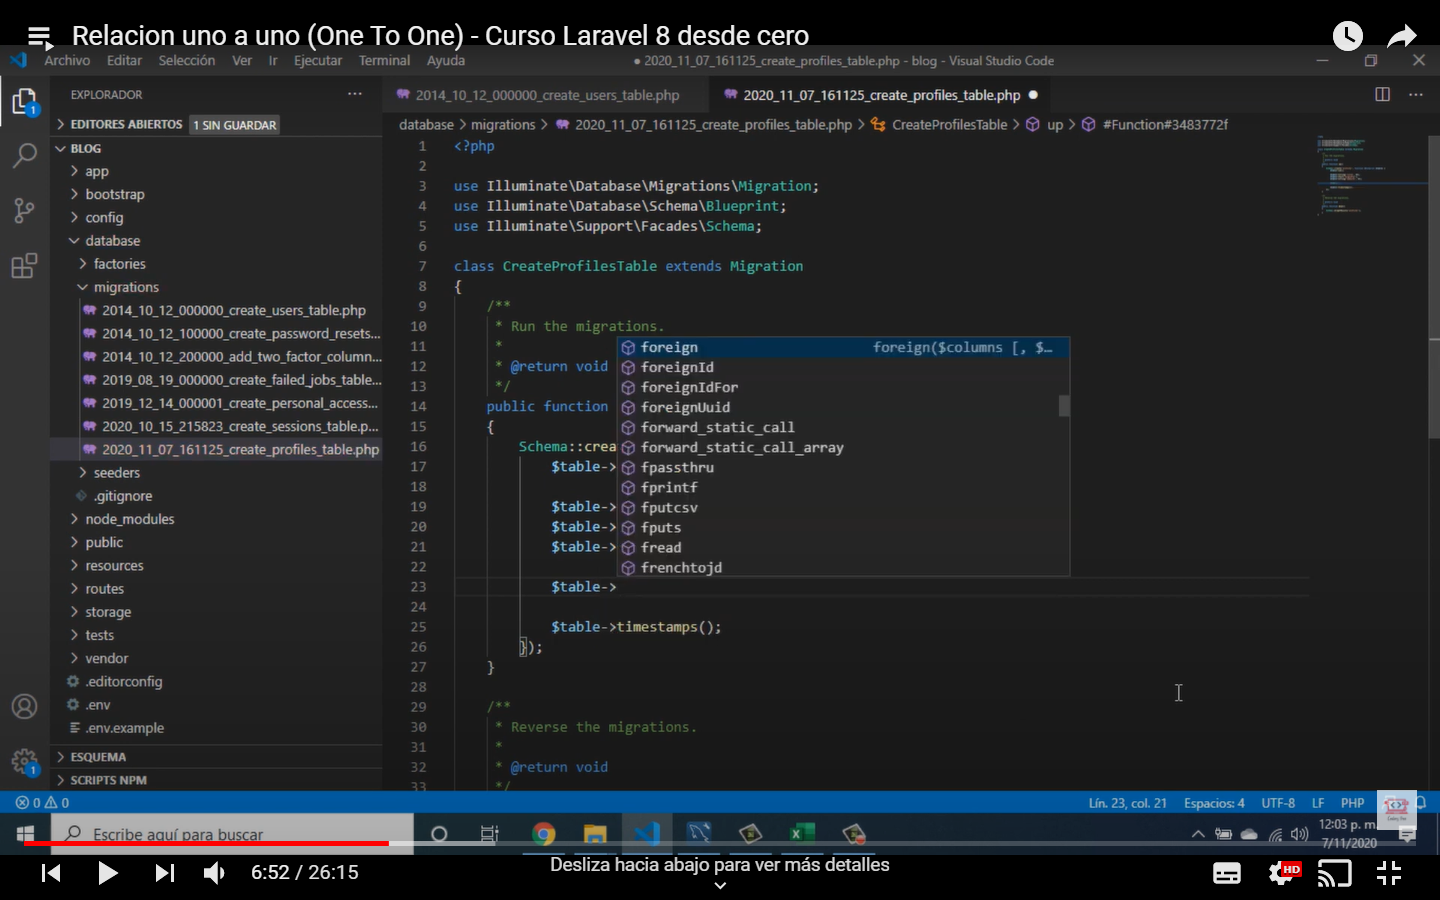 Relacion uno a uno (One To One) - Curso Laravel 8 desde cero
Archivo Editar Selección Ver Ir Ejecutar Terminal Ayuda
● 2020_11_07_161125_create_profiles_table.php - blog - Visual Studio Code
EXPLORADOR
EDITORES ABIERTOS 1 SIN GUARDAR
BLOG
app
bootstrap
config
database
factories
migrations
2014_10_12_000000_create_users_table.php
2014_10_12_100000_create_password_resets...
2014_10_12_200000_add_two_factor_column...
2019_08_19_000000_create_failed_jobs_table...
2019_12_14_000001_create_personal_access...
2020_10_15_215823_create_sessions_table.p...
2020_11_07_161125_create_profiles_table.php
seeders
.gitignore
node_modules
public
resources
routes
storage
tests
vendor
.editorconfig
.env
.env.example
ESQUEMA
SCRIPTS NPM
1
1
2014_10_12_000000_create_users_table.php
2020_11_07_161125_create_profiles_table.php
database > migrations > 2020_11_07_161125_create_profiles_table.php > CreateProfilesTable > up > #Function#3483772f
1 <?php
2
3 use Illuminate\Database\Migrations\Migration;
4 use Illuminate\Database\Schema\Blueprint;
5 use Illuminate\Support\Facades\Schema;
6
7 class CreateProfilesTable extends Migration
8 {
9 /**
10 * Run the migrations.
11 *
12 * @return void
13 */
14 public function
15 {
16 Schema::crea
17 $table->
18
19 $table->
20 $table->
21 $table->
22
23 $table->
24
25 $table->timestamps();
26 });
27 }
28
29 /**
30 * Reverse the migrations.
31 *
32 * @return void
33 */
foreign foreign($columns [, $…
foreignId
foreignIdFor
foreignUuid
forward_static_call
forward_static_call_array
fpassthru
fprintf
fputcsv
fputs
fread
frenchtojd
0 0
Lín. 23, col. 21 Espacios: 4 UTF-8 LF PHP
Escribe aquí para buscar
12:03 p. m.
7/11/2020
6:52 / 26:15
Desliza hacia abajo para ver más detalles
HD